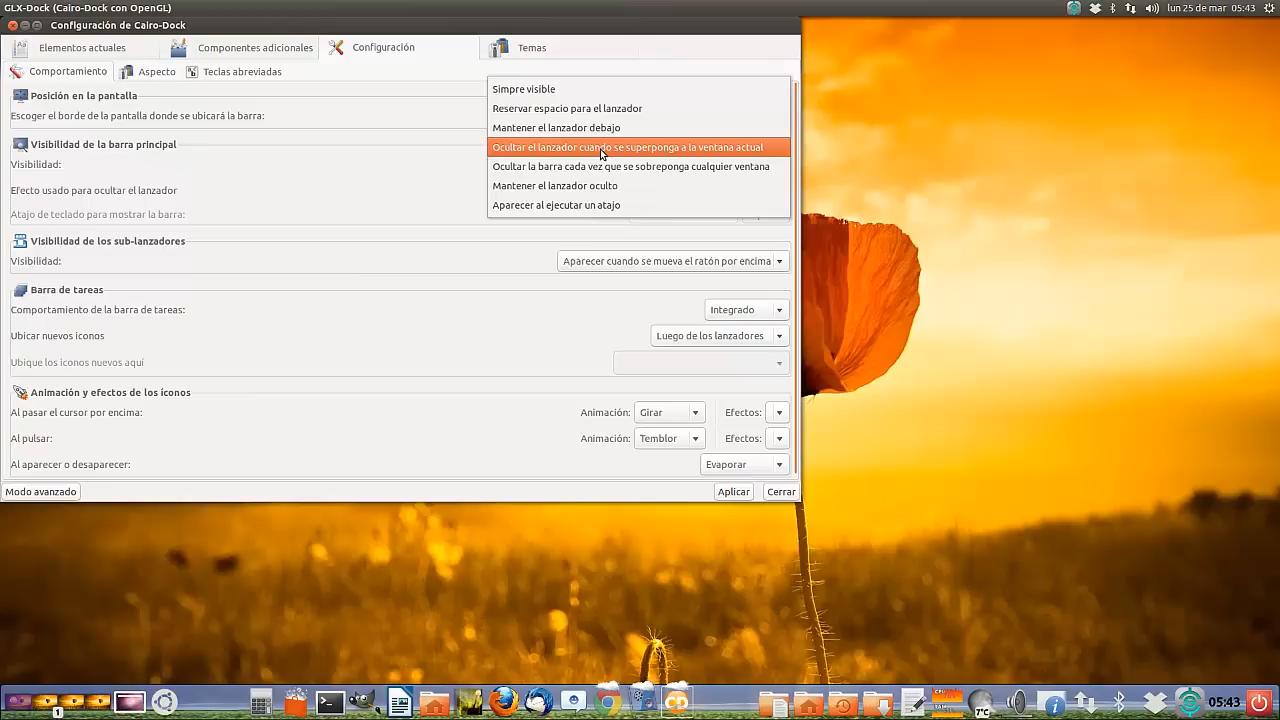 GLX-Dock (Cairo-Dock con OpenGL)
lun 25 de mar 05:43
Configuración de Cairo-Dock
Elementos actuales
Componentes adicionales
Configuración
Temas
Comportamiento
Aspecto
Teclas abreviadas
Posición en la pantalla
Escoger el borde de la pantalla donde se ubicará la barra:
Visibilidad de la barra principal
Visibilidad:
Efecto usado para ocultar el lanzador
Atajo de teclado para mostrar la barra:
Simpre visible
Reservar espacio para el lanzador
Mantener el lanzador debajo
Ocultar el lanzador cuando se superponga a la ventana actual
Ocultar la barra cada vez que se sobreponga cualquier ventana
Mantener el lanzador oculto
Aparecer al ejecutar un atajo
Visibilidad de los sub-lanzadores
Visibilidad:
Aparecer cuando se mueva el ratón por encima
Barra de tareas
Comportamiento de la barra de tareas:
Integrado
Ubicar nuevos iconos
Luego de los lanzadores
Ubique los iconos nuevos aquí
Animación y efectos de los íconos
Al pasar el cursor por encima:
Animación:
Girar
Efectos:
Al pulsar:
Animación:
Temblor
Efectos:
Al aparecer o desaparecer:
Evaporar
Modo avanzado
Aplicar
Cerrar
1
7°C
05:43